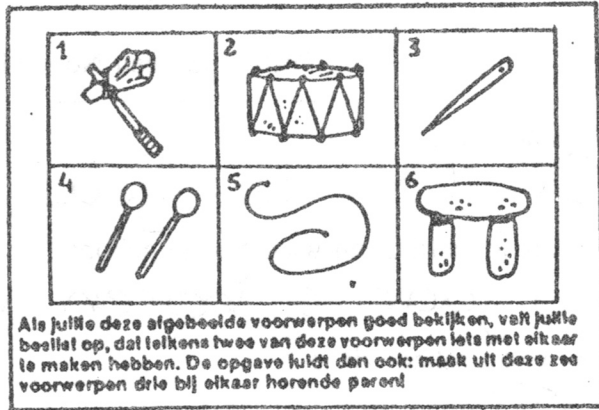 1
2
3
4
5
6
Als jullie deze afgebeelde voorwerpen goed bekijken, valt jullie
beslist op, dat telkens twee van deze voorwerpen iets met elkaar
te maken hebben. De opgave luidt dan ook: maak uit deze zes
voorwerpen drie bij elkaar horende paren!